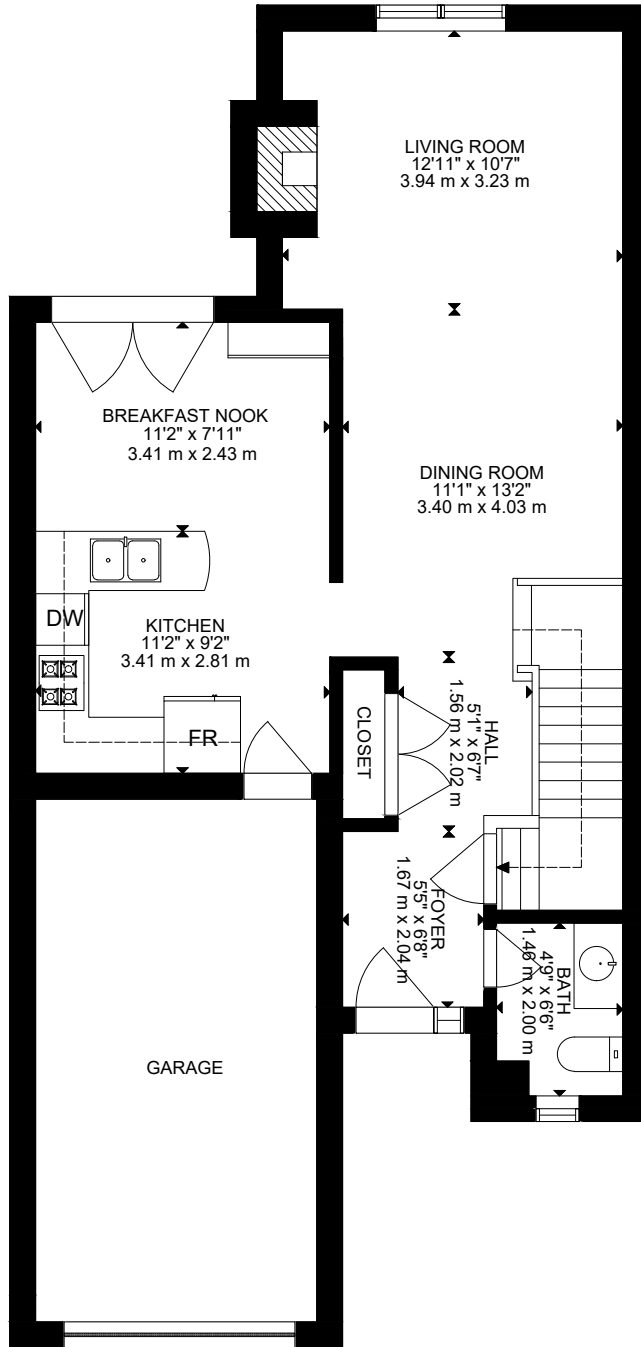 LIVING ROOM
12'11" x 10'7"
3.94 m x 3.23 m
BREAKFAST NOOK
11'2" x 7'11"
3.41 m x 2.43 m
DINING ROOM
11'1" x 13'2"
3.40 m x 4.03 m
DW
KITCHEN
11'2" x 9'2"
3.41 m x 2.81 m
FR
CLOSET
HALL
5'1" x 6'7"
1.56 m x 2.02 m
FOYER
5'5" x 6'8"
1.67 m x 2.04 m
BATH
4'9" x 6'6"
1.46 m x 2.00 m
GARAGE